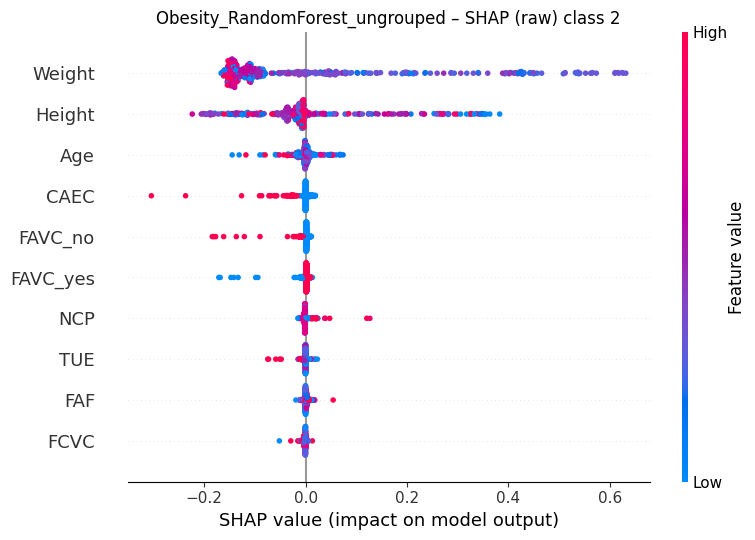 Obesity_RandomForest_ungrouped – SHAP (raw) class 2
High
Weight
Height
Age
CAEC
FAVC_no
FAVC_yes
NCP
TUE
FAF
FCVC
Feature value
Low
−0.2 0.0 0.2 0.4 0.6
SHAP value (impact on model output)